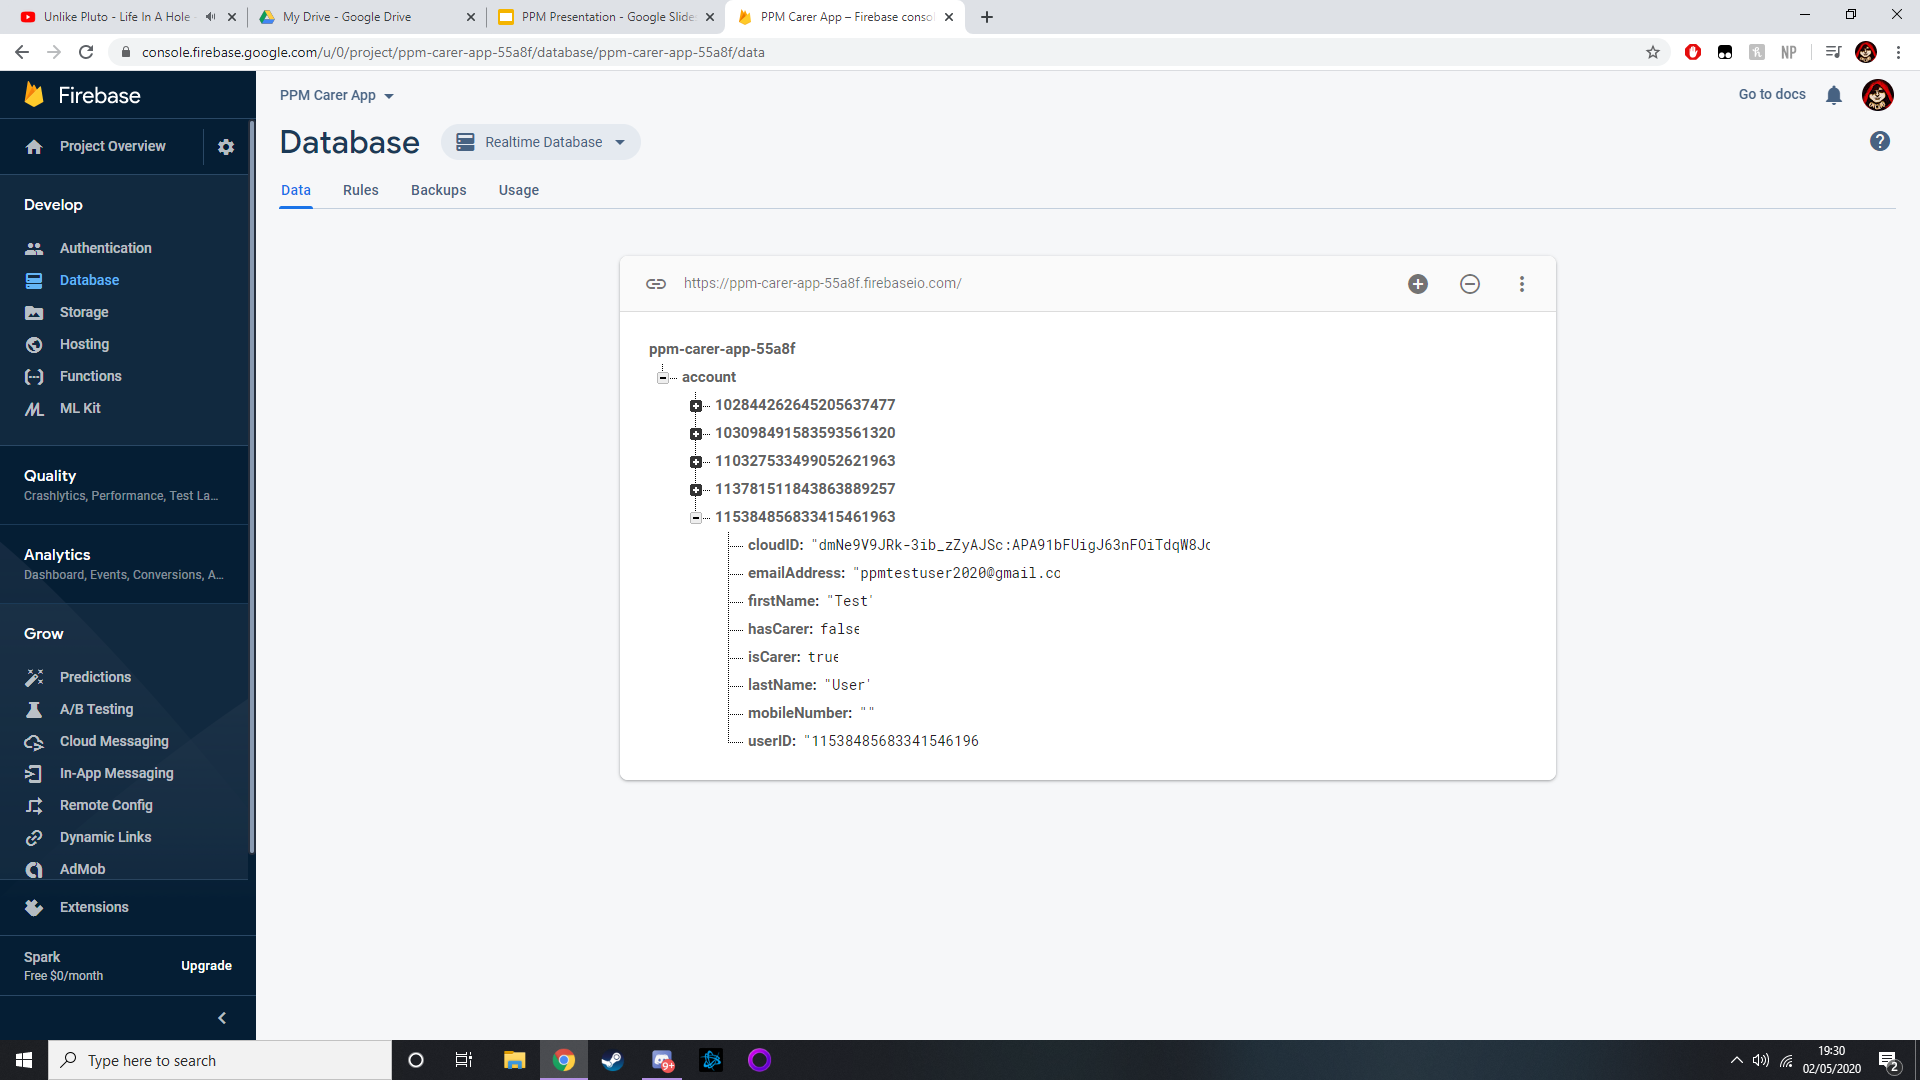 Unlike Pluto - Life In A Hole
My Drive - Google Drive
PPM Presentation - Google Slide
PPM Carer App – Firebase conso
console.firebase.google.com/u/0/project/ppm-carer-app-55a8f/database/ppm-carer-app-55a8f/data
NP
Firebase
PPM Carer App
Go to docs
Project Overview
Database
Realtime Database
Data
Rules
Backups
Usage
Develop
Authentication
Database
Storage
Hosting
Functions
ML Kit
Quality
Crashlytics, Performance, Test La...
Analytics
Dashboard, Events, Conversions, A...
Grow
Predictions
A/B Testing
Cloud Messaging
In-App Messaging
Remote Config
Dynamic Links
AdMob
Extensions
Spark
Free $0/month
Upgrade
https://ppm-carer-app-55a8f.firebaseio.com/
ppm-carer-app-55a8f
account
102844262645205637477
103098491583593561320
110327533499052621963
113781511843863889257
115384856833415461963
cloudID: "dmNe9V9JRk-3ib_zZyAJSc:APA91bFUigJ63nFOiTdqW8Jc
emailAddress: "ppmtestuser2020@gmail.co
firstName: "Test"
hasCarer: false
isCarer: true
lastName: "User"
mobileNumber: ""
userID: "11538485683341546196
Type here to search
9+
19:30
02/05/2020
2